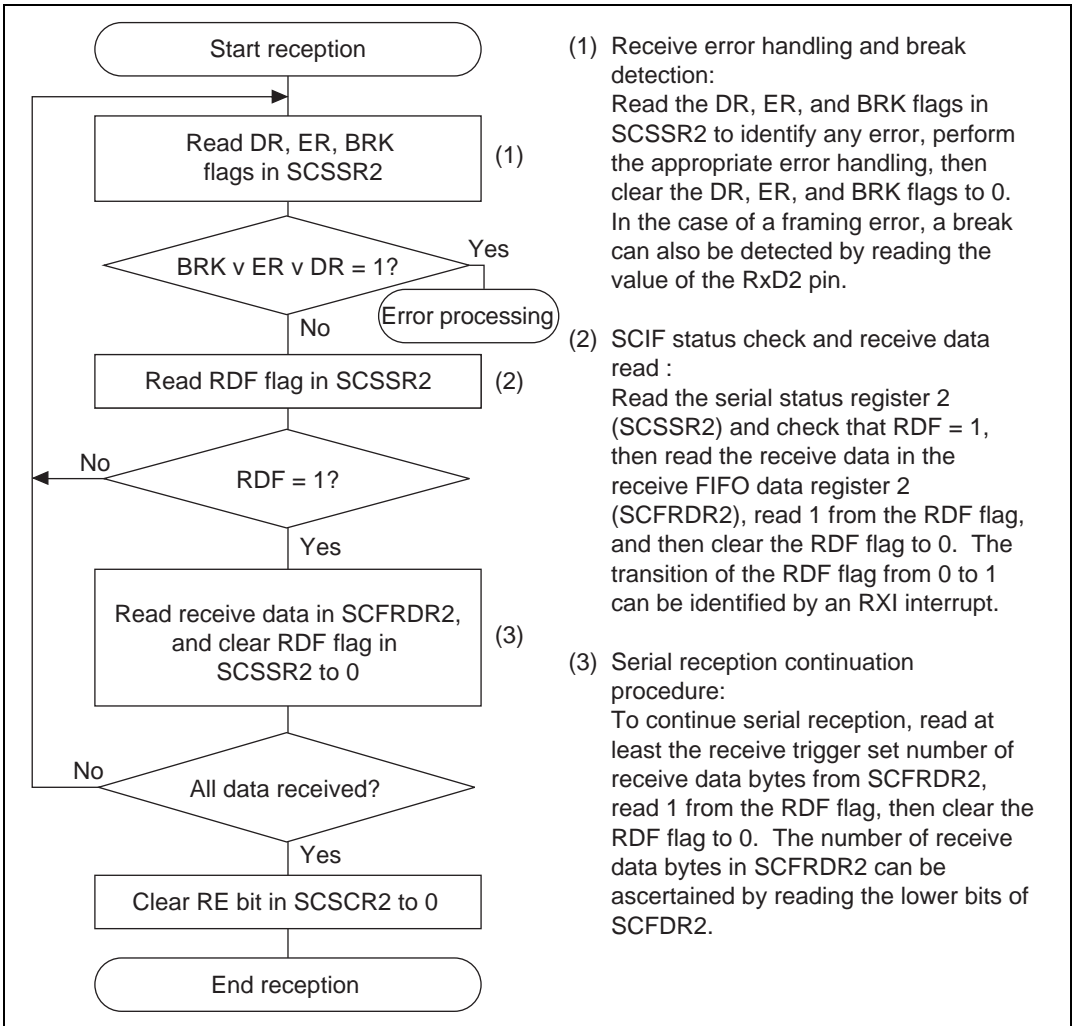 Start reception
Read DR, ER, BRK
flags in SCSSR2
(1)
BRK v ER v DR = 1?
Yes
Error processing
No
Read RDF flag in SCSSR2
(2)
No
RDF = 1?
Yes
Read receive data in SCFRDR2,
and clear RDF flag in
SCSSR2 to 0
(3)
No
All data received?
Yes
Clear RE bit in SCSCR2 to 0
End reception
(1) Receive error handling and break
detection:
Read the DR, ER, and BRK flags in
SCSSR2 to identify any error, perform
the appropriate error handling, then
clear the DR, ER, and BRK flags to 0.
In the case of a framing error, a break
can also be detected by reading the
value of the RxD2 pin.
(2) SCIF status check and receive data
read :
Read the serial status register 2
(SCSSR2) and check that RDF = 1,
then read the receive data in the
receive FIFO data register 2
(SCFRDR2), read 1 from the RDF flag,
and then clear the RDF flag to 0. The
transition of the RDF flag from 0 to 1
can be identified by an RXI interrupt.
(3) Serial reception continuation
procedure:
To continue serial reception, read at
least the receive trigger set number of
receive data bytes from SCFRDR2,
read 1 from the RDF flag, then clear the
RDF flag to 0. The number of receive
data bytes in SCFRDR2 can be
ascertained by reading the lower bits of
SCFDR2.